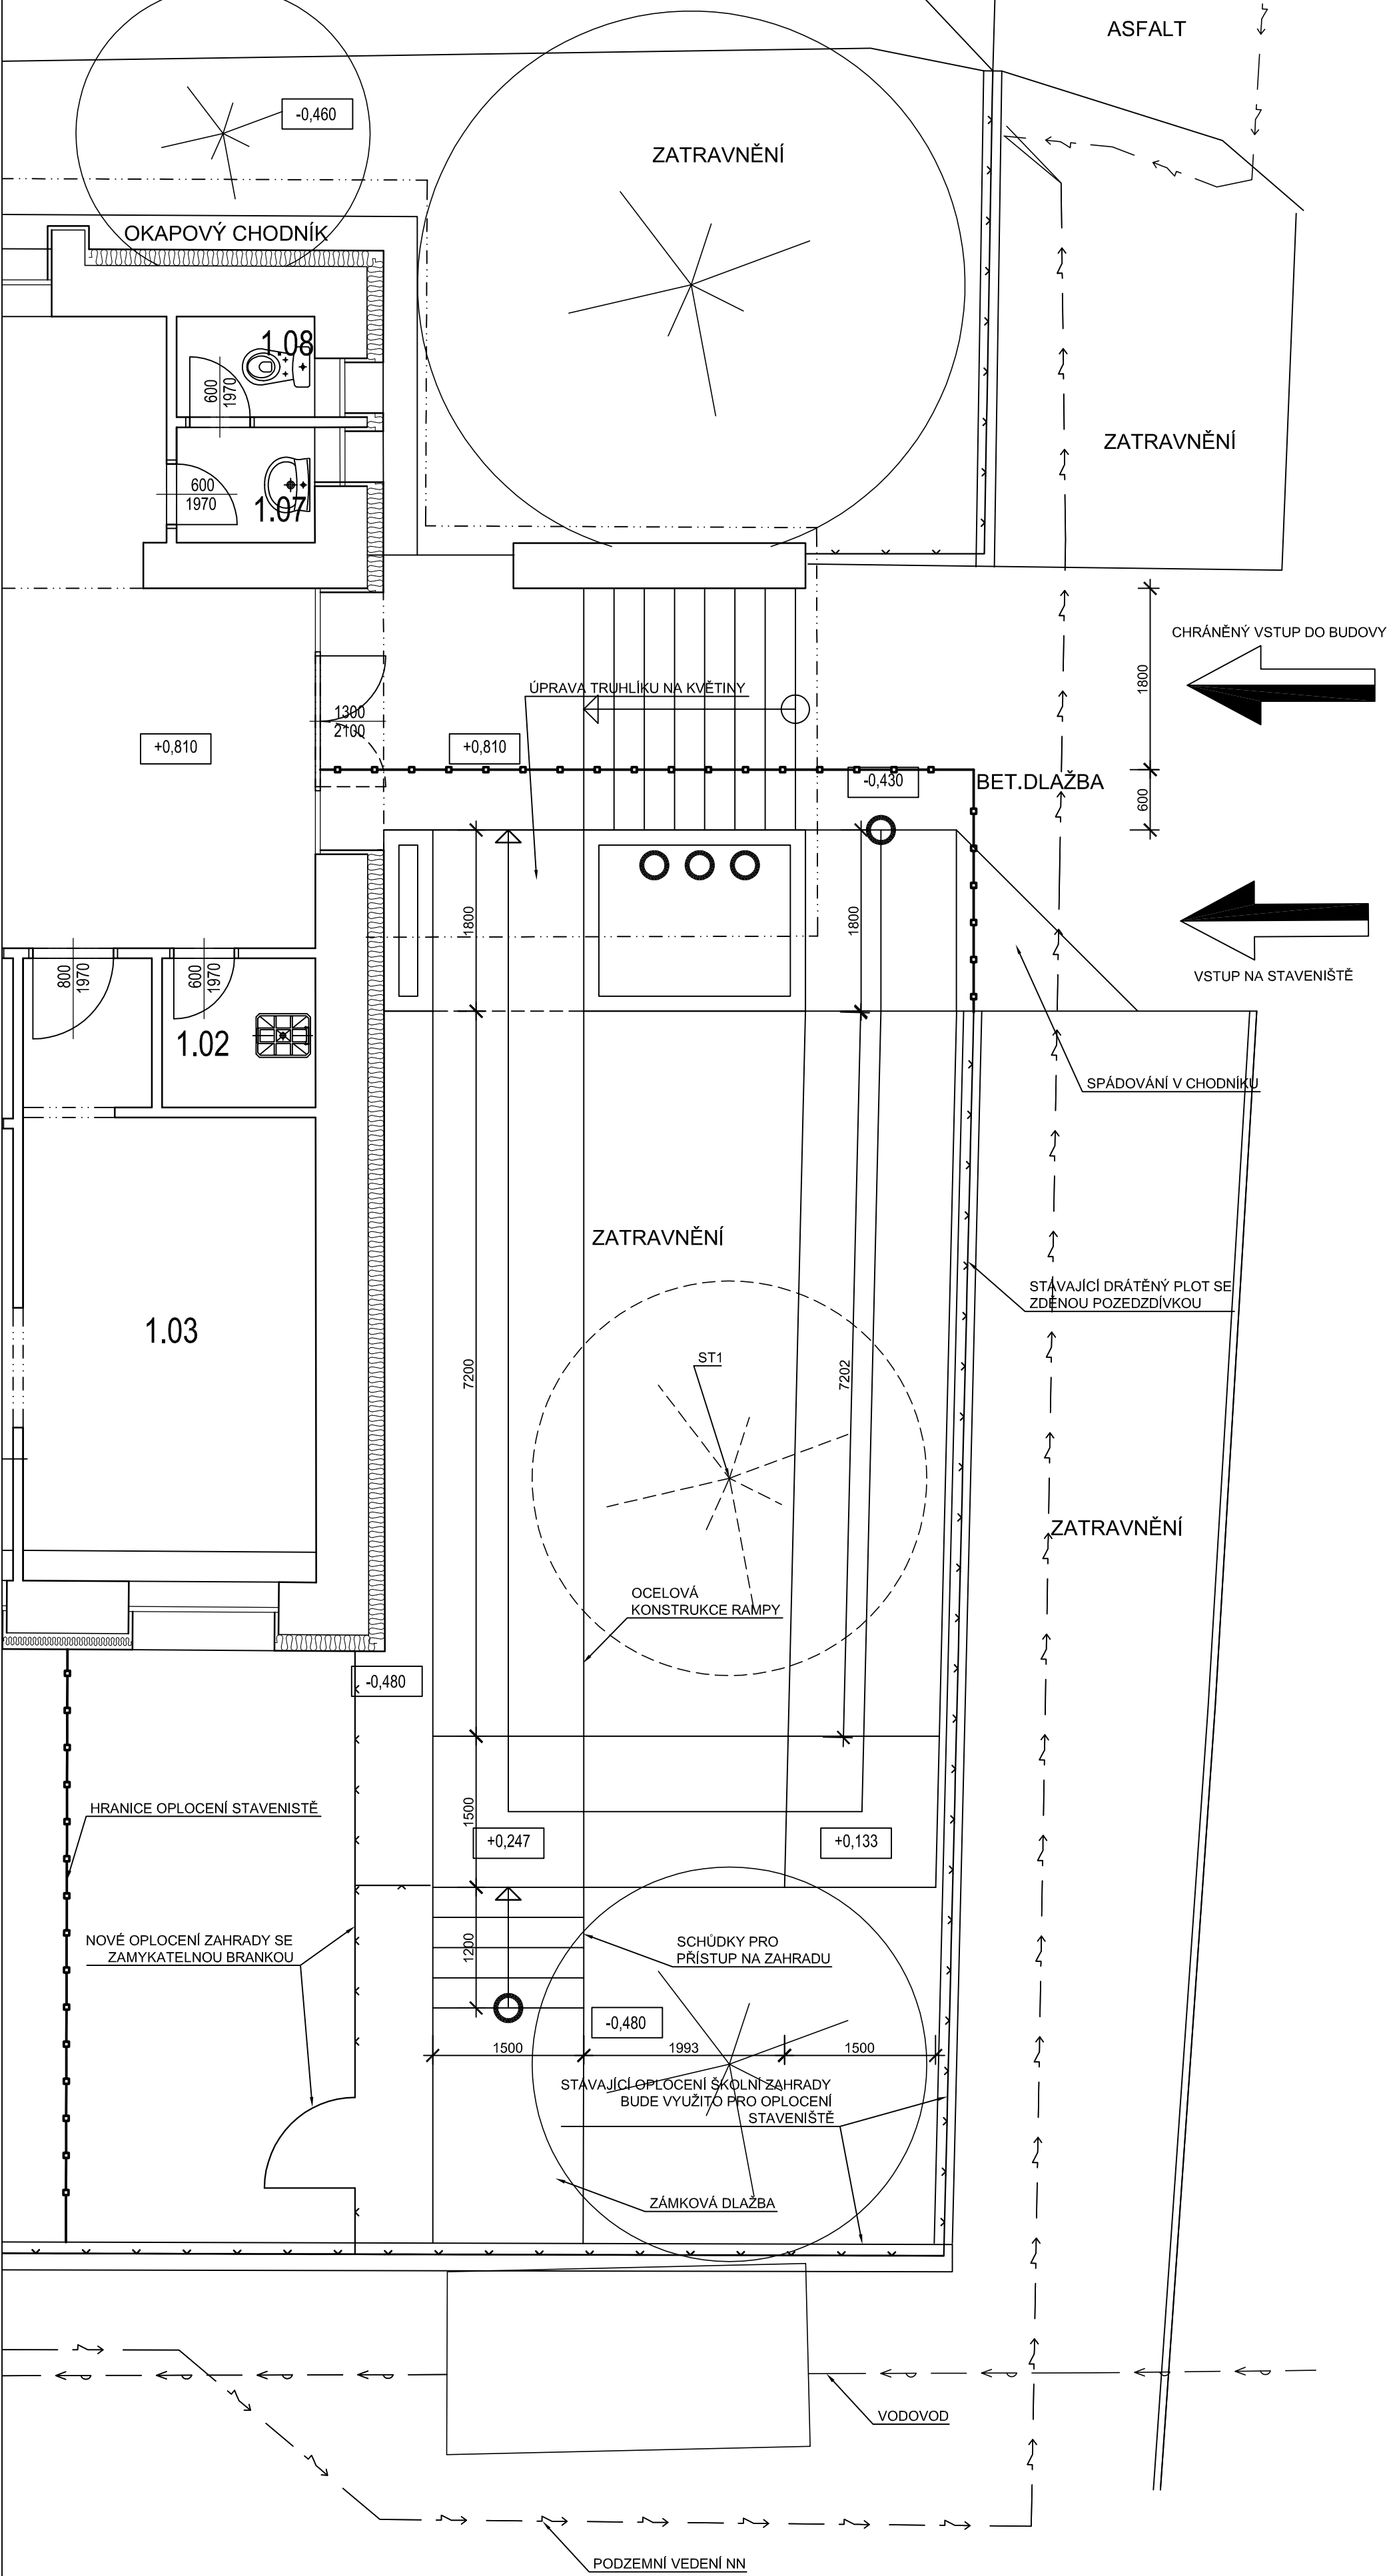 ASFALT
-0,460
ZATRAVNĚNÍ
OKAPOVÝ CHODNÍK
1.08
600
1970
ZATRAVNĚNÍ
600
1970
1.07
CHRÁNĚNÝ VSTUP DO BUDOVY
1800
ÚPRAVA TRUHLÍKU NA KVĚTINY
1300
2100
+0,810
+0,810
-0,430
BET.DLAŽBA
600
1800
1800
VSTUP NA STAVENIŠTĚ
800
1970
600
1970
1.02
SPÁDOVÁNÍ V CHODNÍKU
ZATRAVNĚNÍ
STÁVAJÍCÍ DRÁTĚNÝ PLOT SE
ZDĚNOU POZEDZDÍVKOU
1.03
ST1
7200
7202
ZATRAVNĚNÍ
OCELOVÁ
KONSTRUKCE RAMPY
-0,480
HRANICE OPLOCENÍ STAVENISTĚ
1500
+0,247
+0,133
NOVÉ OPLOCENÍ ZAHRADY SE
ZAMYKATELNOU BRANKOU
1200
SCHŮDKY PRO
PŘÍSTUP NA ZAHRADU
-0,480
1500
1993
1500
STÁVAJÍCÍ OPLOCENÍ ŠKOLNÍ ZAHRADY
BUDE VYUŽITO PRO OPLOCENÍ
STAVENIŠTĚ
ZÁMKOVÁ DLAŽBA
VODOVOD
PODZEMNÍ VEDENÍ NN